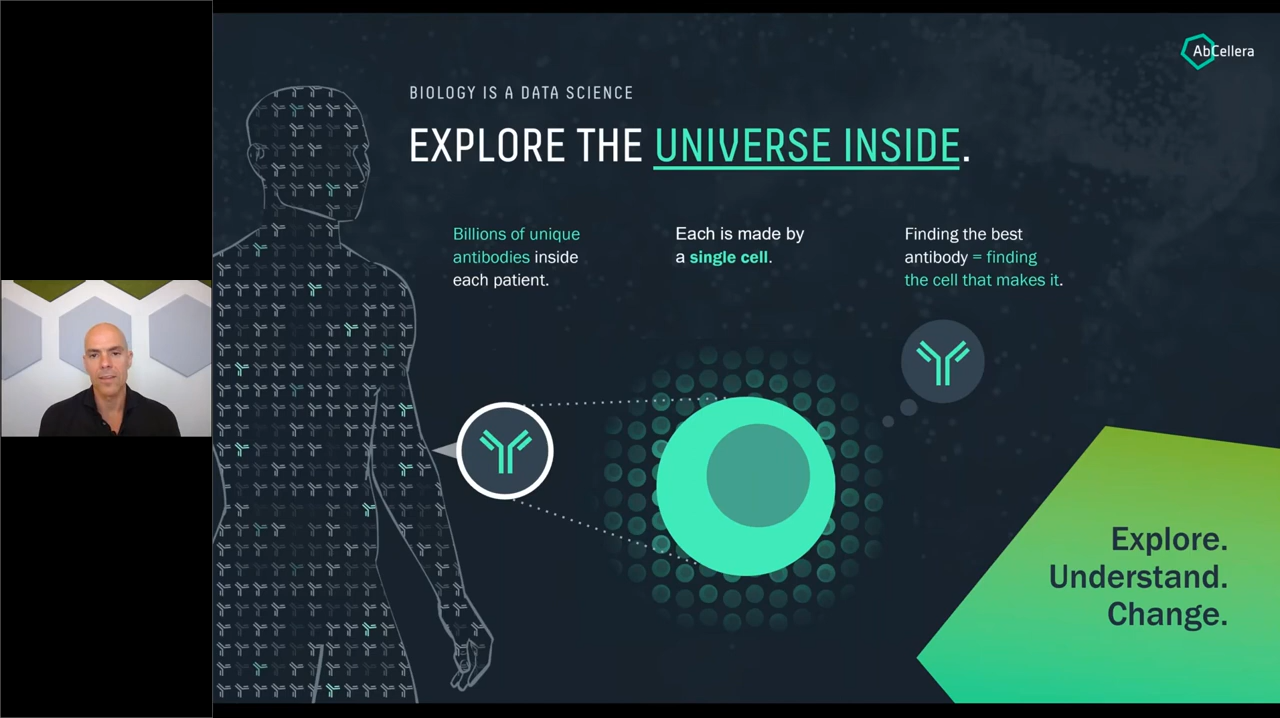 AbCellera
BIOLOGY IS A DATA SCIENCE
EXPLORE THE UNIVERSE INSIDE.
Billions of unique
antibodies inside
each patient.
Each is made by
a single cell.
Finding the best
antibody = finding
the cell that makes it.
Explore.
Understand.
Change.